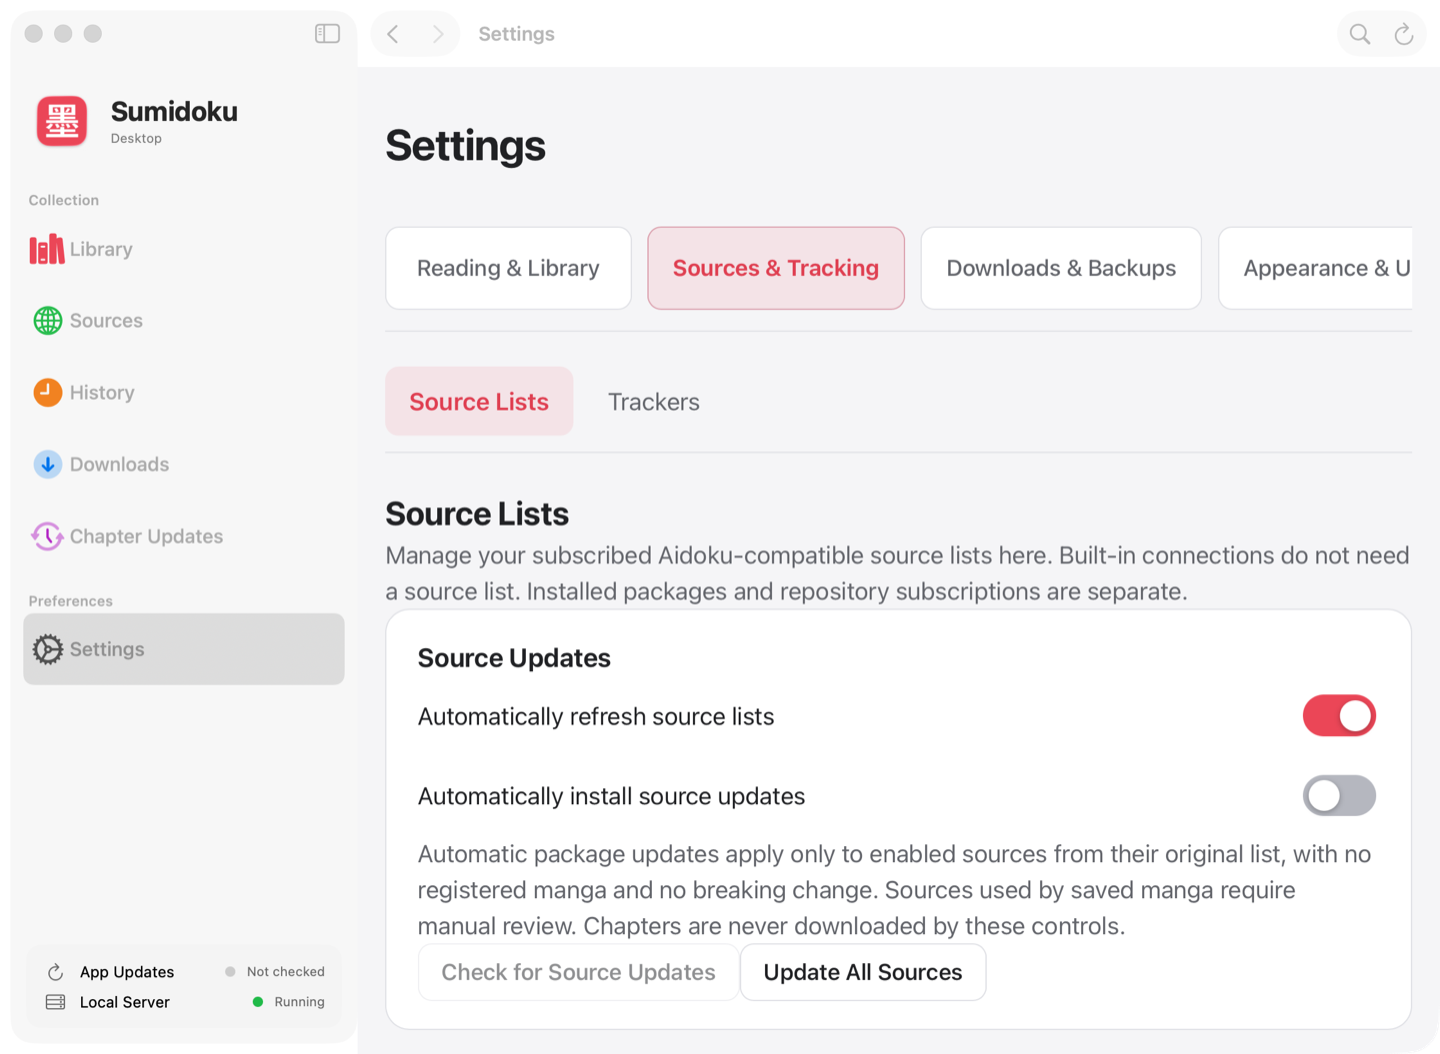 Settings
墨
Sumidoku
Desktop
Collection
Library
Sources
History
Downloads
Chapter Updates
Preferences
Settings
App Updates
Not checked
Local Server
Running
Settings
Reading & Library
Sources & Tracking
Downloads & Backups
Appearance & U
Source Lists
Trackers
Source Lists
Manage your subscribed Aidoku-compatible source lists here. Built-in connections do not need
a source list. Installed packages and repository subscriptions are separate.
Source Updates
Automatically refresh source lists
Automatically install source updates
Automatic package updates apply only to enabled sources from their original list, with no
registered manga and no breaking change. Sources used by saved manga require
manual review. Chapters are never downloaded by these controls.
Check for Source Updates
Update All Sources